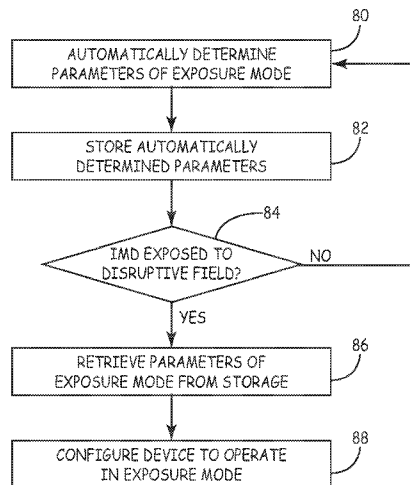 80
AUTOMATICALLY DETERMINE
PARAMETERS OF EXPOSURE MODE
82
STORE AUTOMATICALLY
DETERMINED PARAMETERS
84
IMD EXPOSED TO
DISRUPTIVE FIELD?
NO
YES
86
RETRIEVE PARAMETERS OF
EXPOSURE MODE FROM STORAGE
88
CONFIGURE DEVICE TO OPERATE
IN EXPOSURE MODE